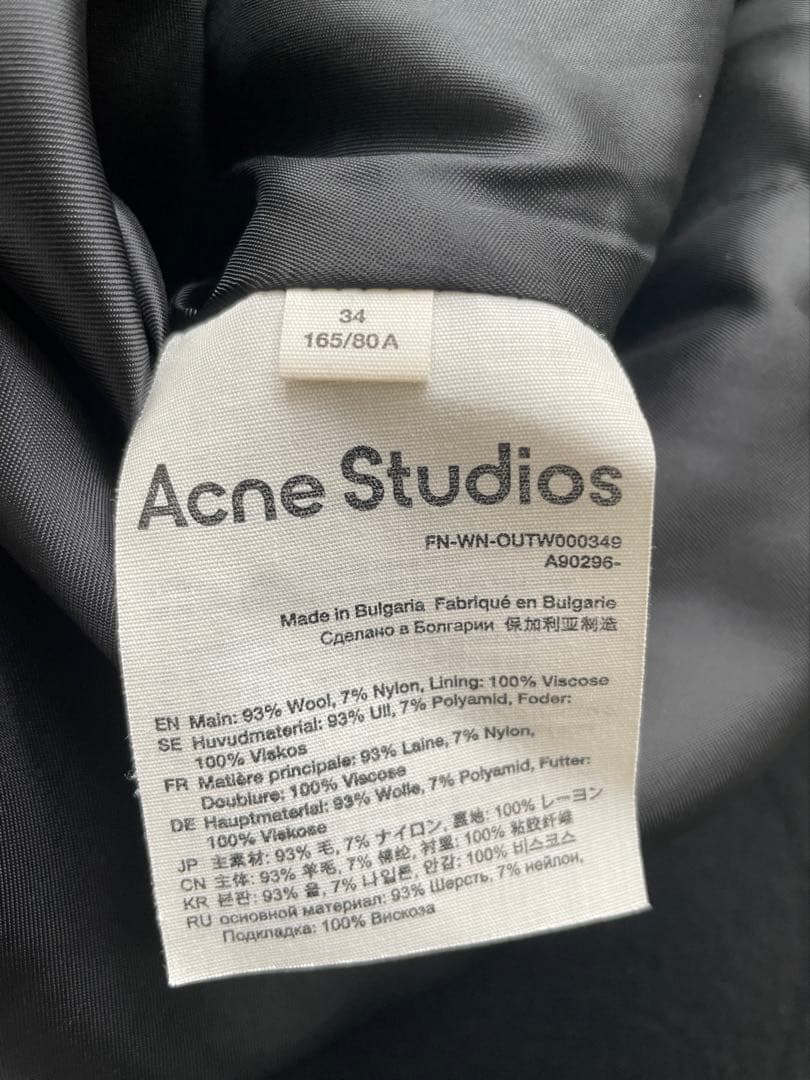 34
165/80A
Acne Studios
FN-WN-OUTW000349
A90296-
Made in Bulgaria Fabriqué en Bulgarie
Сделано в Болгарии 保加利亚制造
EN Main: 93% Wool, 7% Nylon, Lining: 100% Viscose
SE Huvudmaterial: 93% Ull, 7% Polyamid, Foder:
100% Viskos
FR Matière principale: 93% Laine, 7% Nylon,
Doublure; 100% Viscose
DE Hauptmaterial: 93% Wolle, 7% Polyamid, Futter:
100% Viskose
JP 主素材: 93% 毛, 7% ナイロン, 裏地: 100% レーヨン
CN 主体: 93% 羊毛, 7% 锦纶, 衬里: 100% 粘胶纤维
KR 본판: 93% 울, 7% 나일론, 안감: 100% 비스코스
RU основной материал: 93% Шерсть, 7% нейлон,
Подкладка: 100% Вискоза